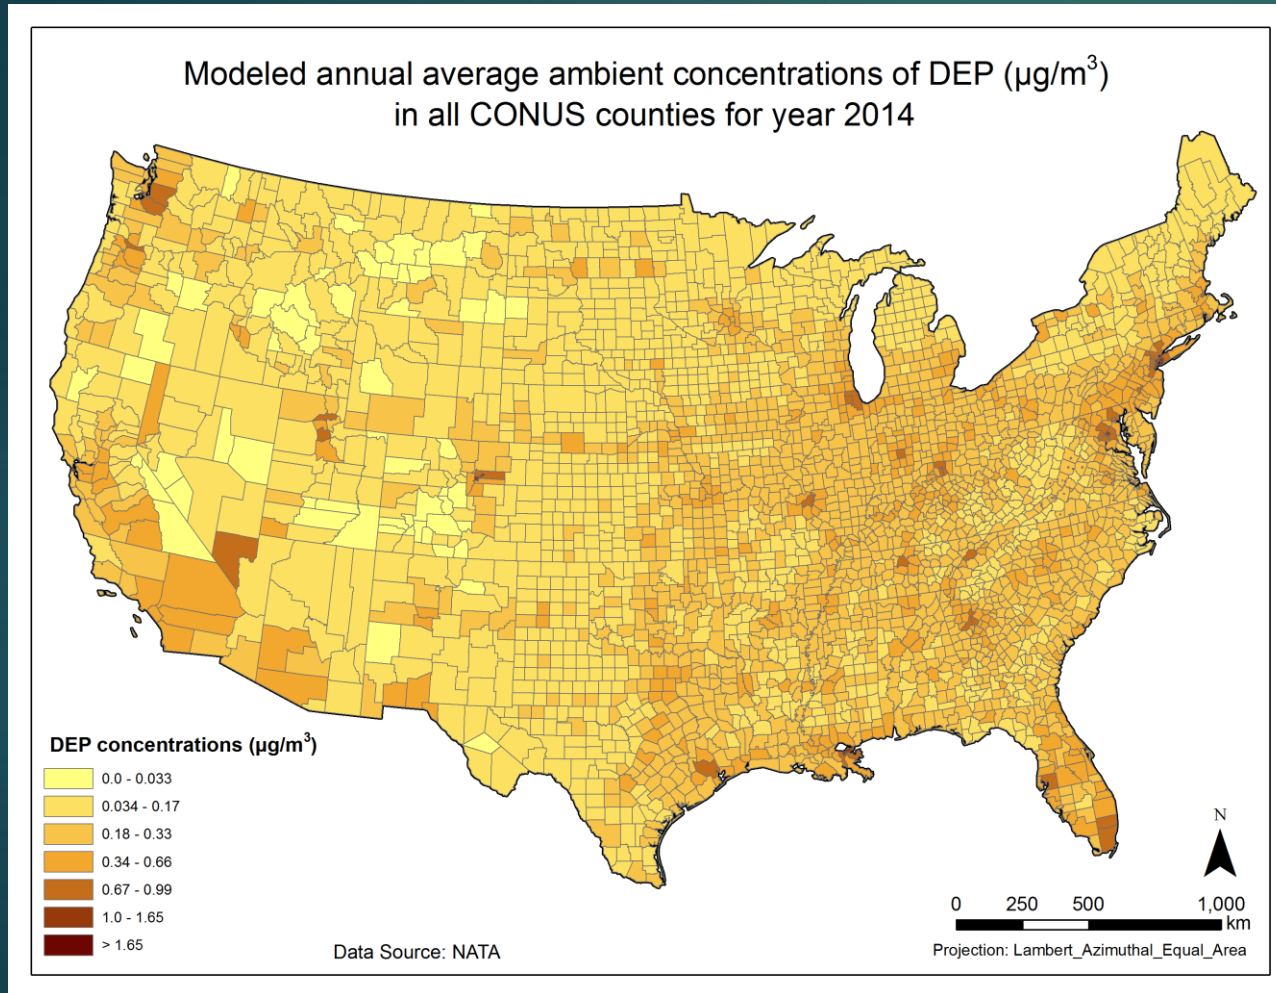 Modeled annual average ambient concentrations of DEP (µg/m³)
in all CONUS counties for year 2014
DEP concentrations (µg/m³)
0.0 - 0.033
0.034 - 0.17
0.18 - 0.33
0.34 - 0.66
0.67 - 0.99
1.0 - 1.65
> 1.65
Data Source: NATA
N
0 250 500 1,000
km
Projection: Lambert_Azimuthal_Equal_Area